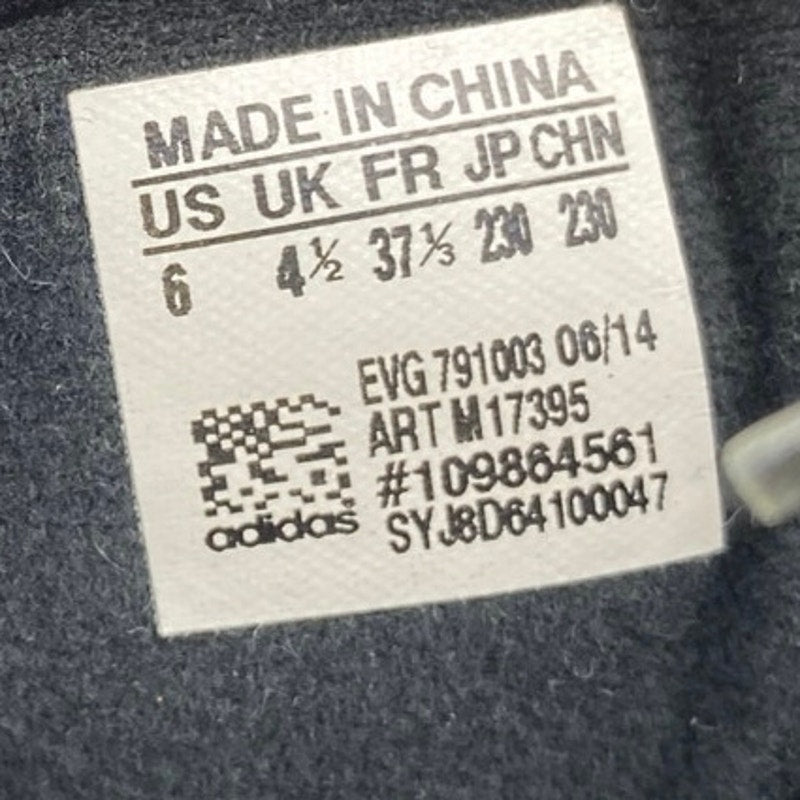 MADE IN CHINA
US UK FR JP CHN
6 4½ 37⅓ 230 230
EVG 791003 06/14
ART M17395
#109864561
adidas SYJ8D64100047